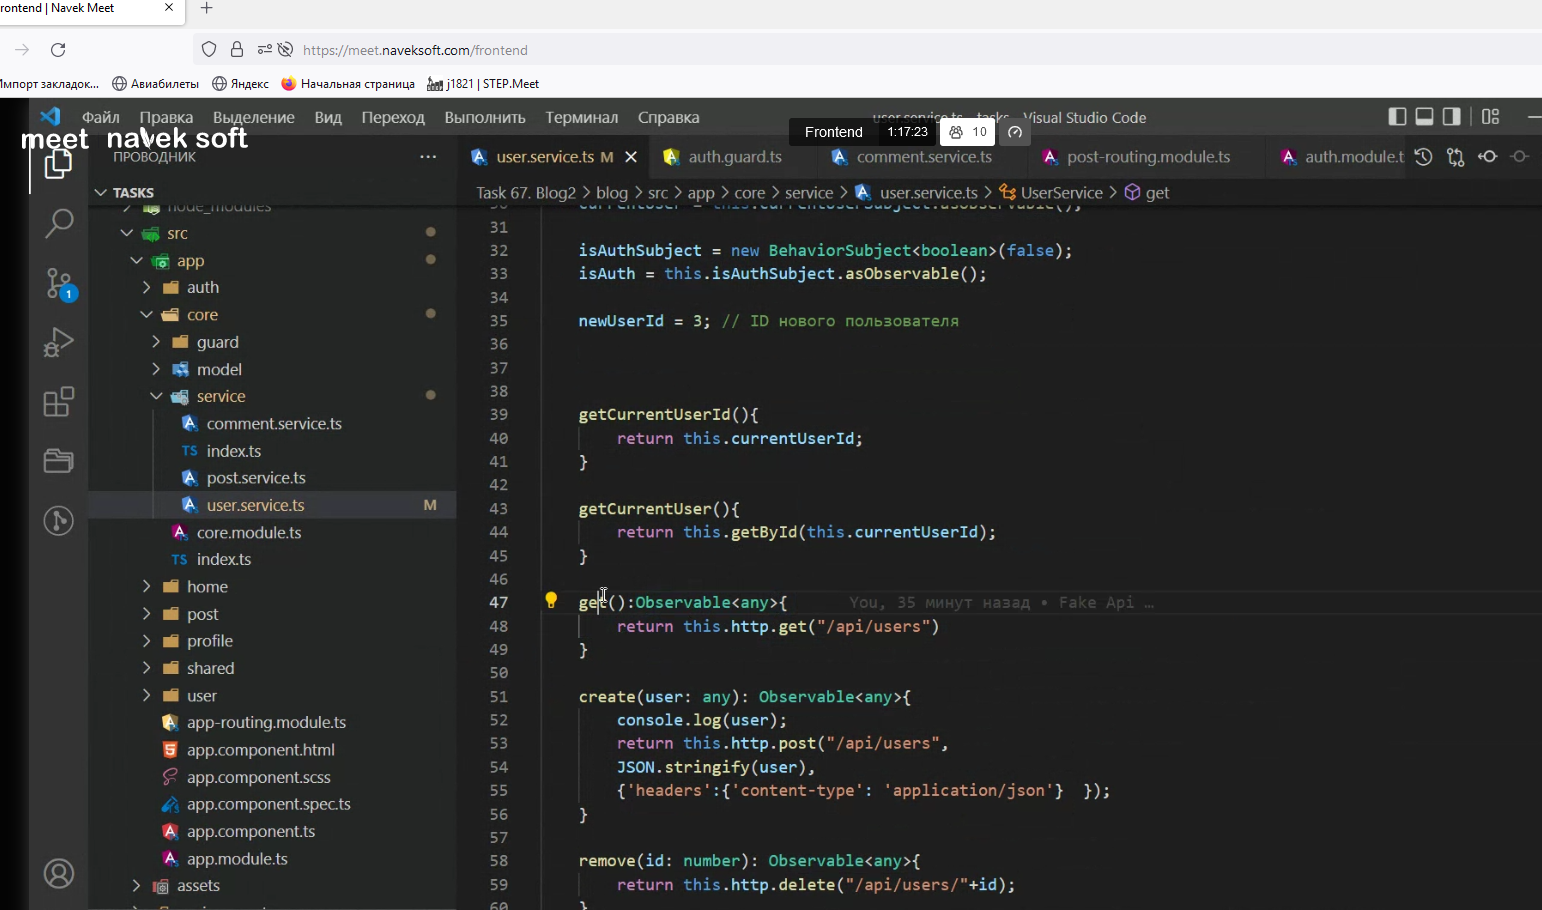 rontend | Navek Meet
https://meet.naveksoft.com/frontend
Импорт закладок...
Авиабилеты
Яндекс
Начальная страница
j1821 | STEP.Meet
Файл Правка Выделение Вид Переход Выполнить Терминал Справка
user.service.ts - tasks - Visual Studio Code
meet navek soft
Frontend
1:17:23
10
ПРОВОДНИК
user.service.ts M
auth.guard.ts
comment.service.ts
post-routing.module.ts
auth.module.t
TASKS
Task 67. Blog2 > blog > src > app > core > service > user.service.ts > UserService > get
node_modules
src
app
auth
core
guard
model
service
comment.service.ts
index.ts
post.service.ts
user.service.ts M
core.module.ts
index.ts
home
post
profile
shared
user
app-routing.module.ts
app.component.html
app.component.scss
app.component.spec.ts
app.component.ts
app.module.ts
assets
1
30 currentUser = this.currentUserSubject.asObservable();
31
32 isAuthSubject = new BehaviorSubject<boolean>(false);
33 isAuth = this.isAuthSubject.asObservable();
34
35 newUserId = 3; // ID нового пользователя
36
37
38
39 getCurrentUserId(){
40 return this.currentUserId;
41 }
42
43 getCurrentUser(){
44 return this.getById(this.currentUserId);
45 }
46
47 get():Observable<any>{ You, 35 минут назад • Fake Api …
48 return this.http.get("/api/users")
49 }
50
51 create(user: any): Observable<any>{
52 console.log(user);
53 return this.http.post("/api/users",
54 JSON.stringify(user),
55 {'headers':{'content-type': 'application/json'} });
56 }
57
58 remove(id: number): Observable<any>{
59 return this.http.delete("/api/users/"+id);
60 }